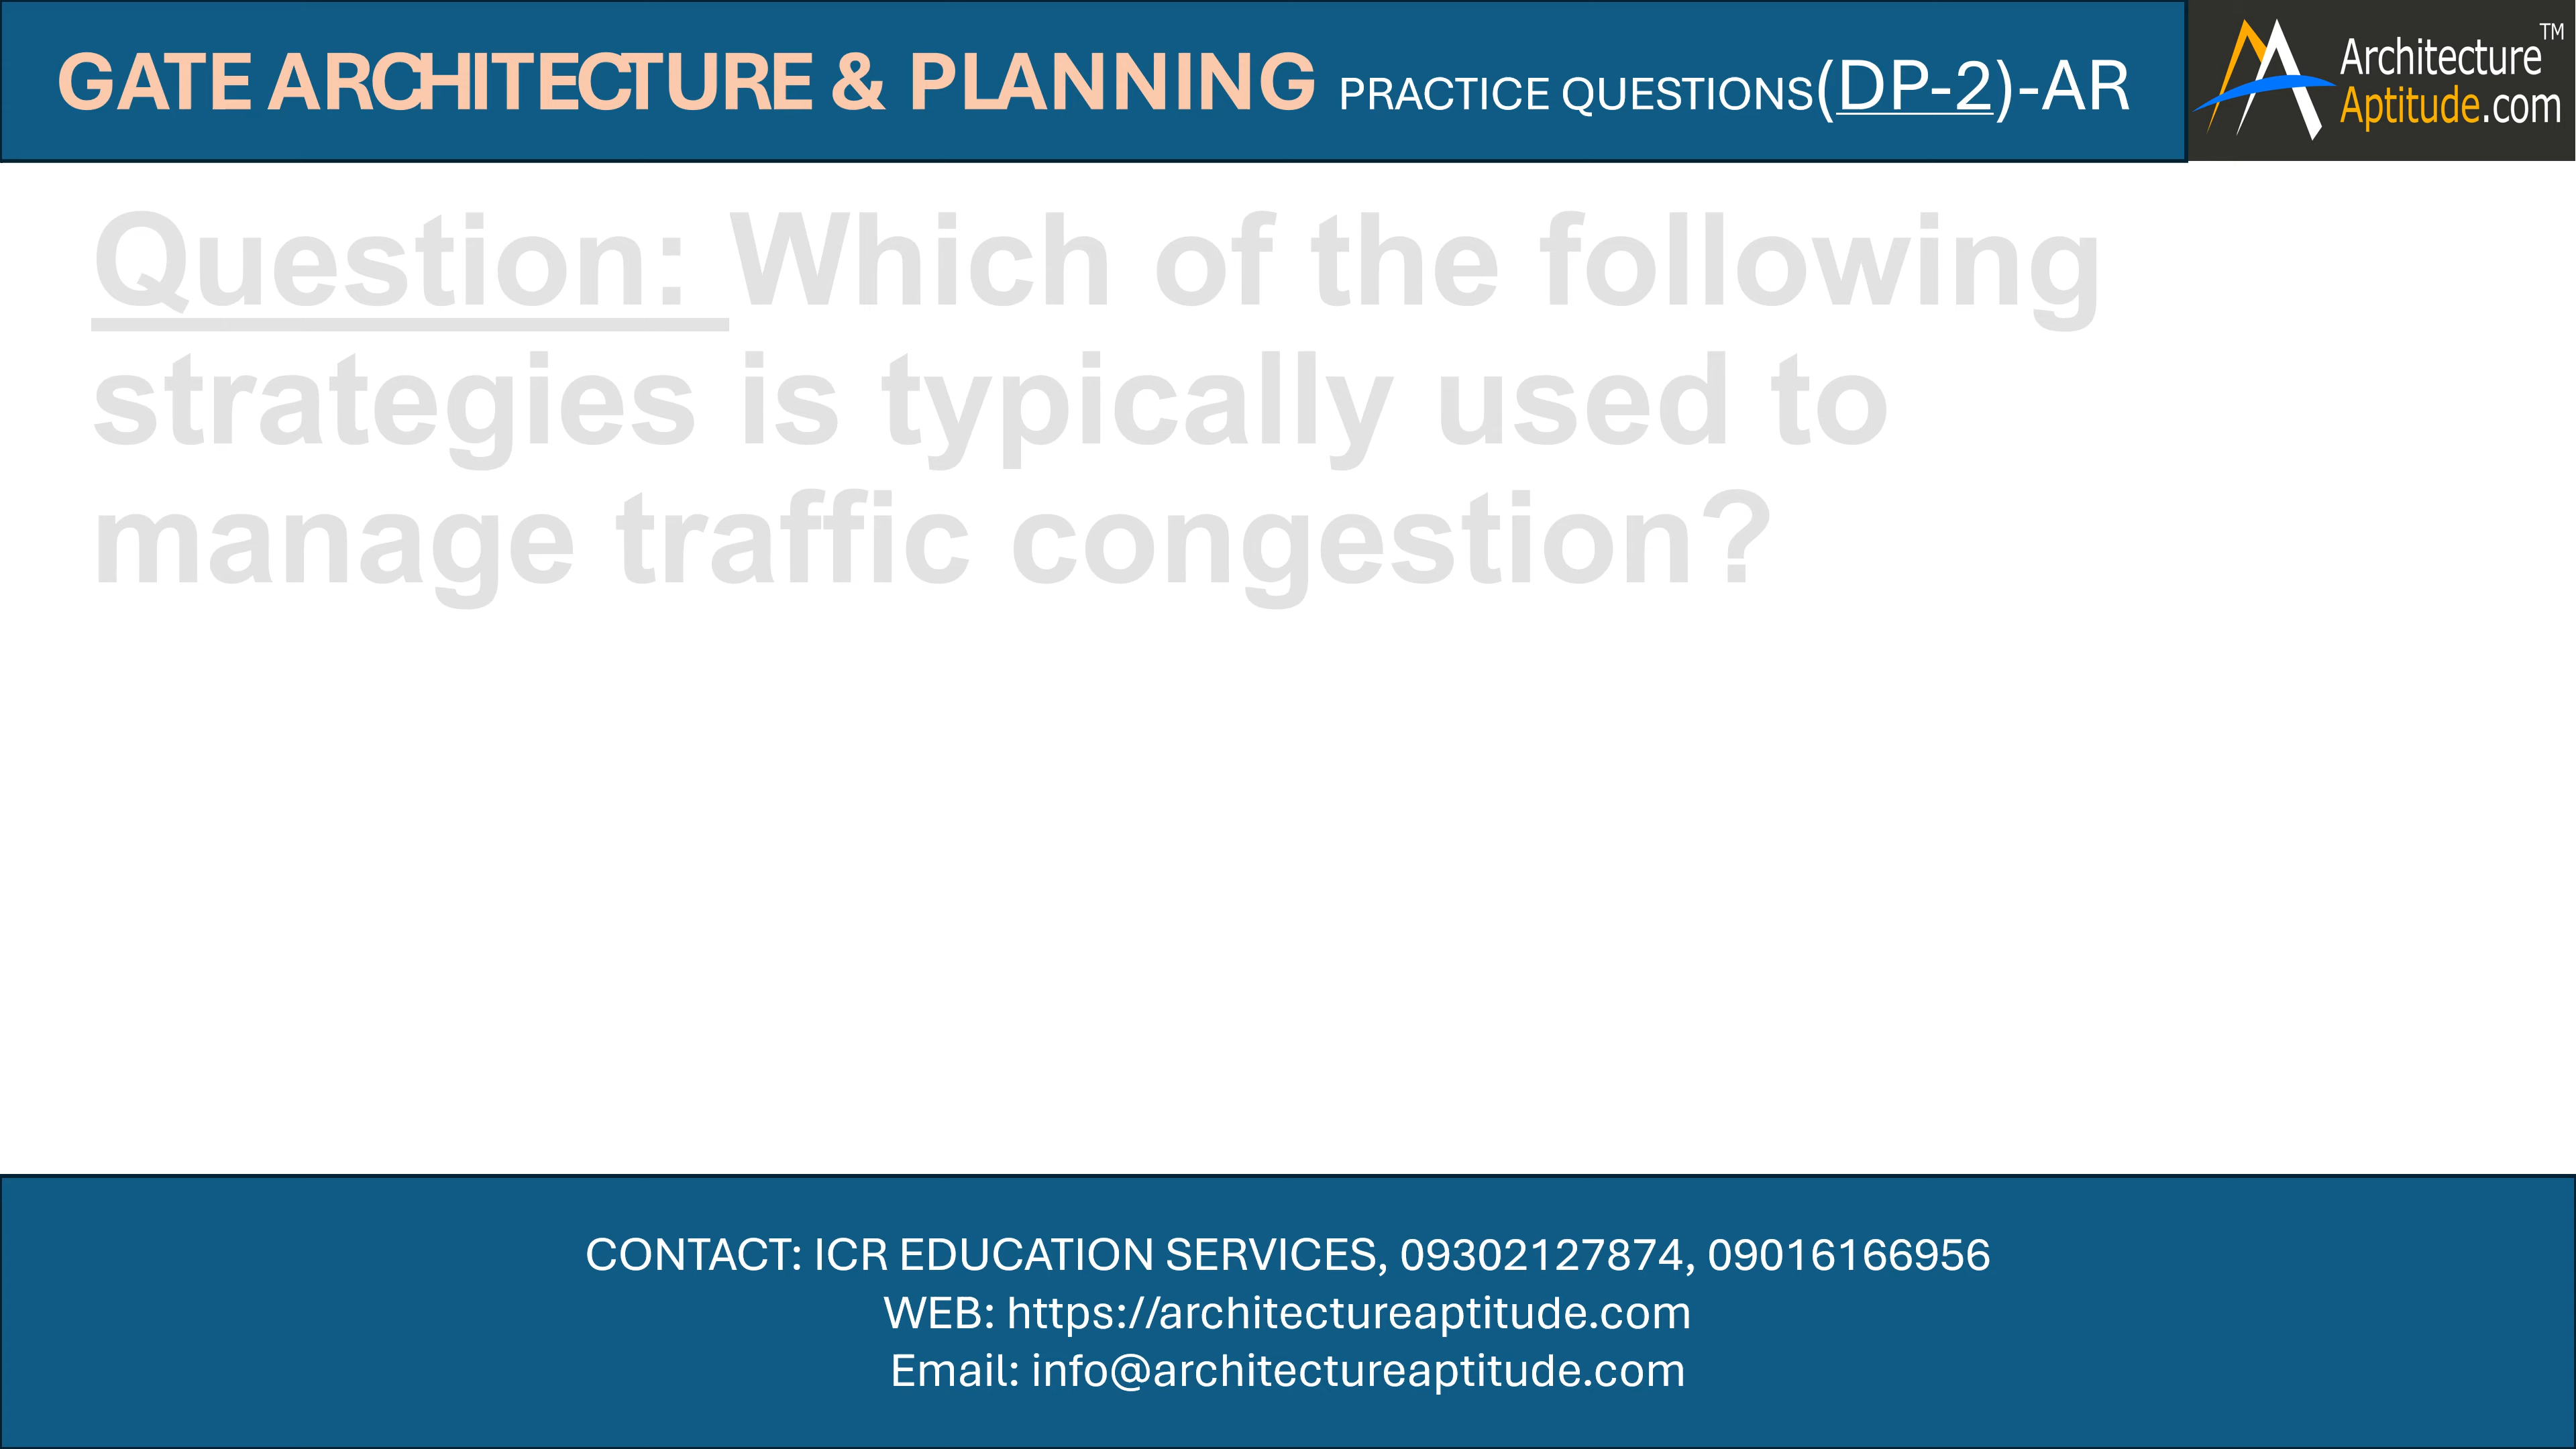 GATE ARCHITECTURE & PLANNING PRACTICE QUESTIONS(DP-2)-AR
Architecture™
Aptitude.com
Question: Which of the following
strategies is typically used to
manage traffic congestion?
CONTACT: ICR EDUCATION SERVICES, 09302127874, 09016166956
WEB: https://architectureaptitude.com
Email: info@architectureaptitude.com